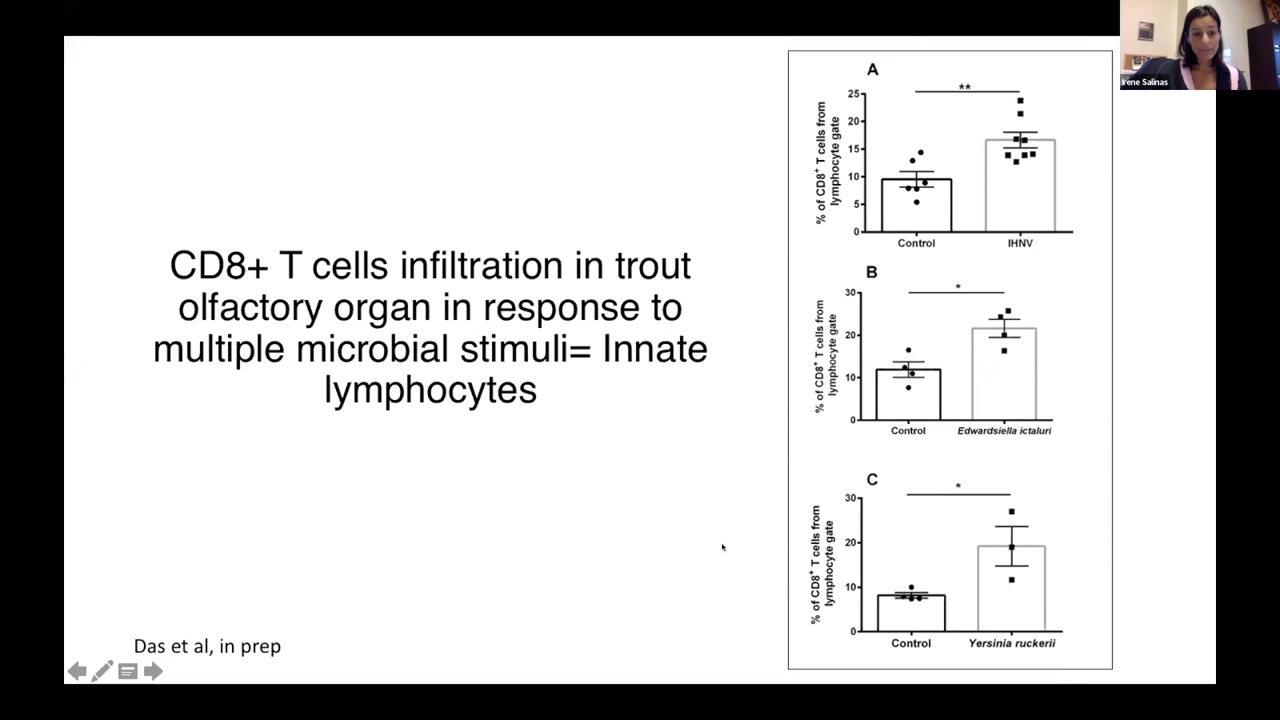 Irene Salinas
CD8+ T cells infiltration in trout
olfactory organ in response to
multiple microbial stimuli= Innate
lymphocytes
Das et al, in prep
A
% of CD8+ T cells from
lymphocyte gate
25
20
15
10
5
0
**
Control
IHNV
B
% of CD8+ T cells from
lymphocyte gate
30
20
10
0
*
Control
Edwardsiella ictaluri
C
% of CD8+ T cells from
lymphocyte gate
30
20
10
0
*
Control
Yersinia ruckerii